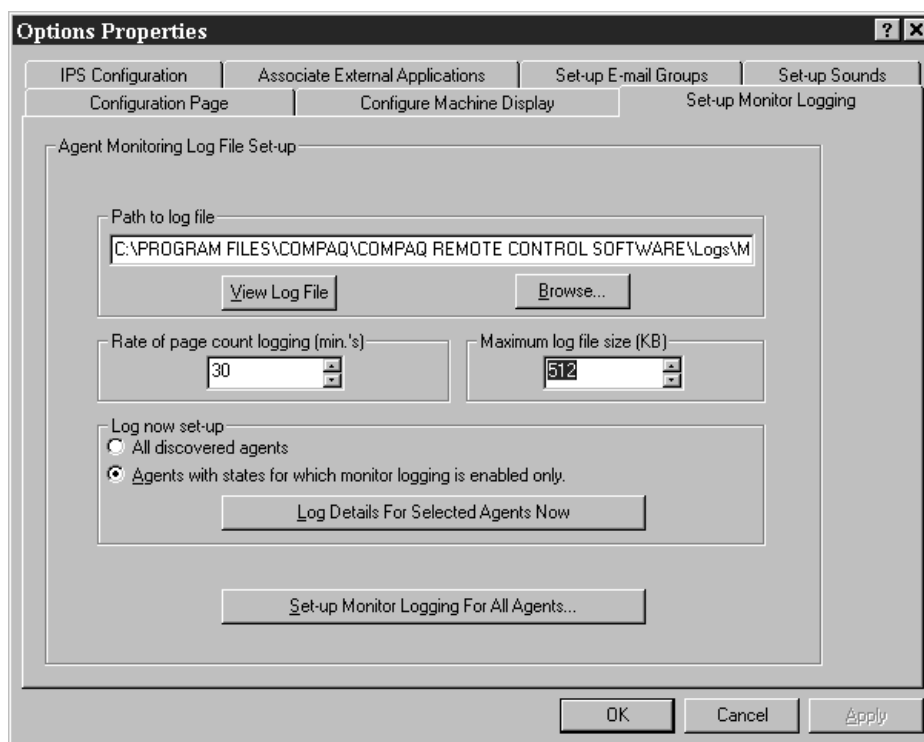 Options Properties
IPS Configuration
Associate External Applications
Set-up E-mail Groups
Set-up Sounds
Configuration Page
Configure Machine Display
Set-up Monitor Logging
Agent Monitoring Log File Set-up
Path to log file
C:\PROGRAM FILES\COMPAQ\COMPAQ REMOTE CONTROL SOFTWARE\Logs\M
View Log File
Browse...
Rate of page count logging (min.'s)
Maximum log file size (KB)
30
512
Log now set-up
All discovered agents
Agents with states for which monitor logging is enabled only.
Log Details For Selected Agents Now
Set-up Monitor Logging For All Agents...
OK
Cancel
Apply